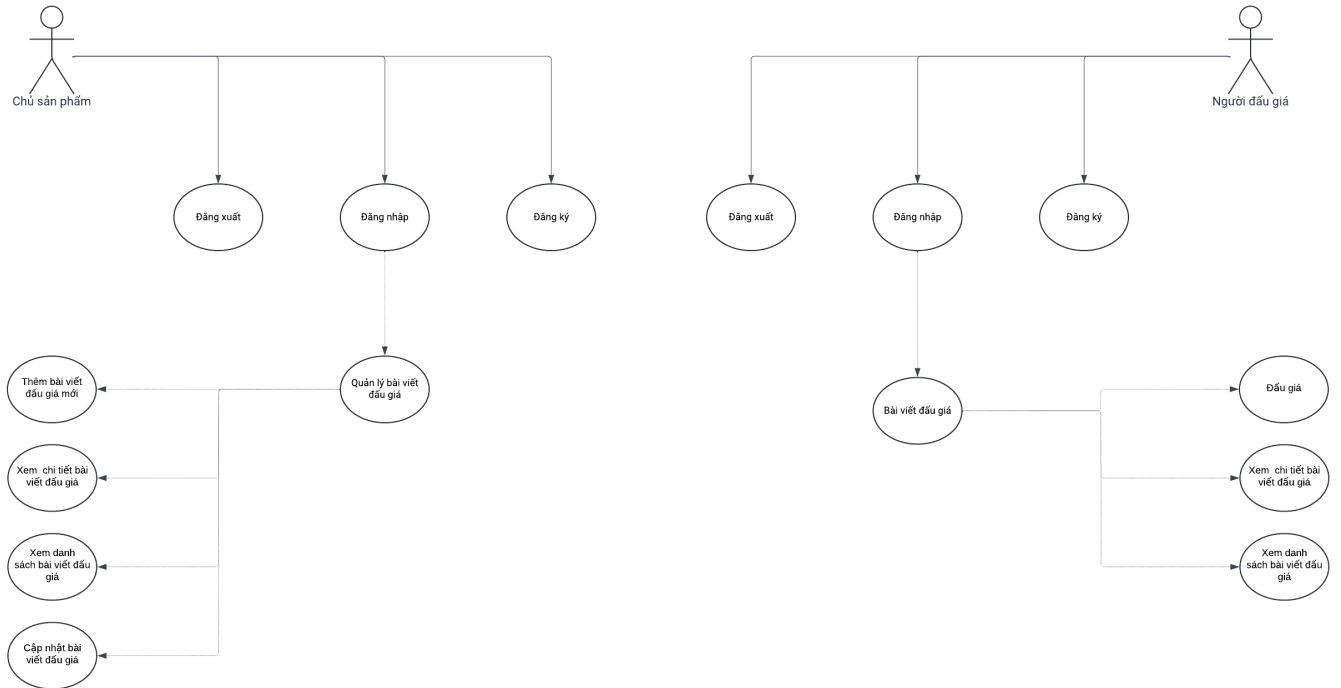 Chủ sản phẩm
Người đấu giá
Đăng xuất
Đăng nhập
Đăng ký
Đăng xuất
Đăng nhập
Đăng ký
Thêm bài viết
đấu giá mới
Quản lý bài viết
đấu giá
Bài viết đấu giá
Đấu giá
Xem chi tiết bài
viết đấu giá
Xem chi tiết bài
viết đấu giá
Xem danh
sách bài viết đấu
giá
Xem danh
sách bài viết đấu
giá
Cập nhật bài
viết đấu giá